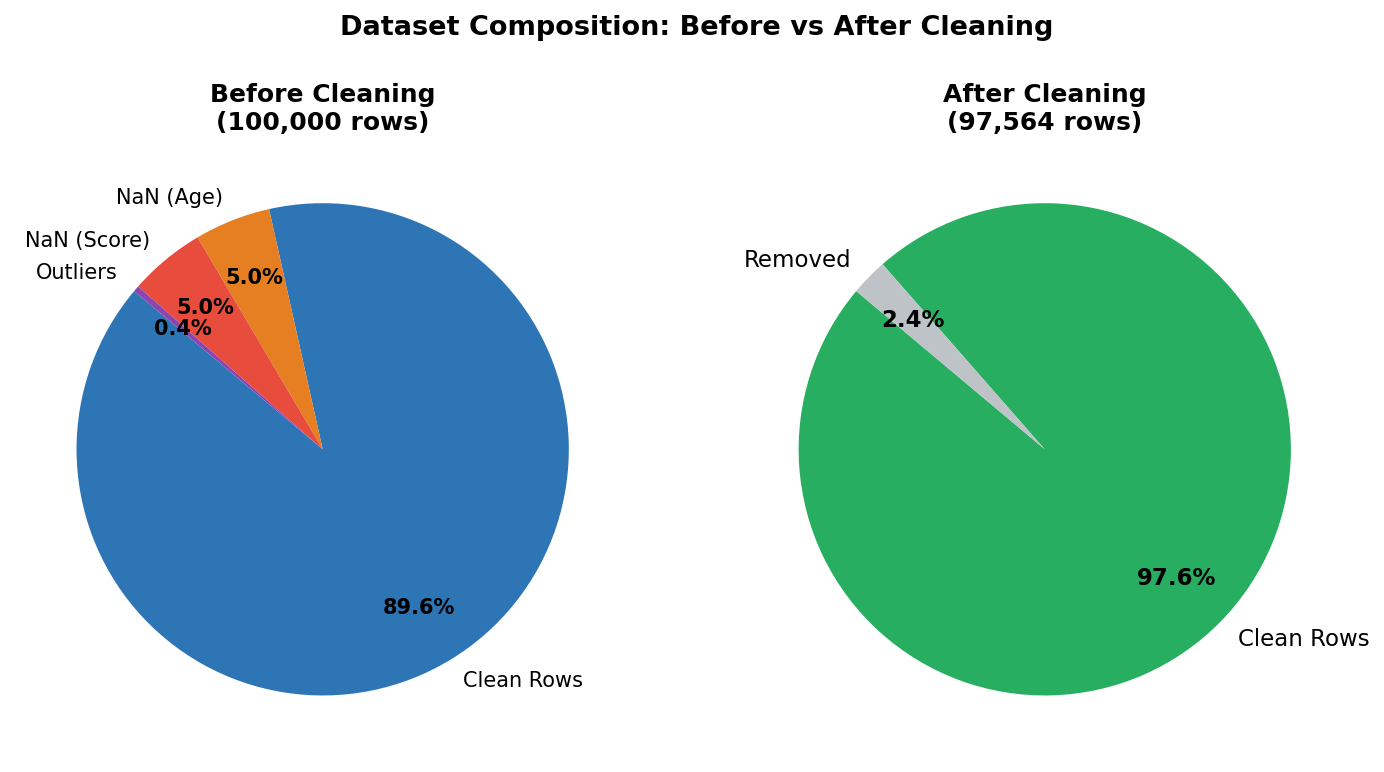 Dataset Composition: Before vs After Cleaning
Before Cleaning
(100,000 rows)
NaN (Age)
NaN (Score)
Outliers
5.0%
5.0%
0.4%
89.6%
Clean Rows
After Cleaning
(97,564 rows)
Removed
2.4%
97.6%
Clean Rows